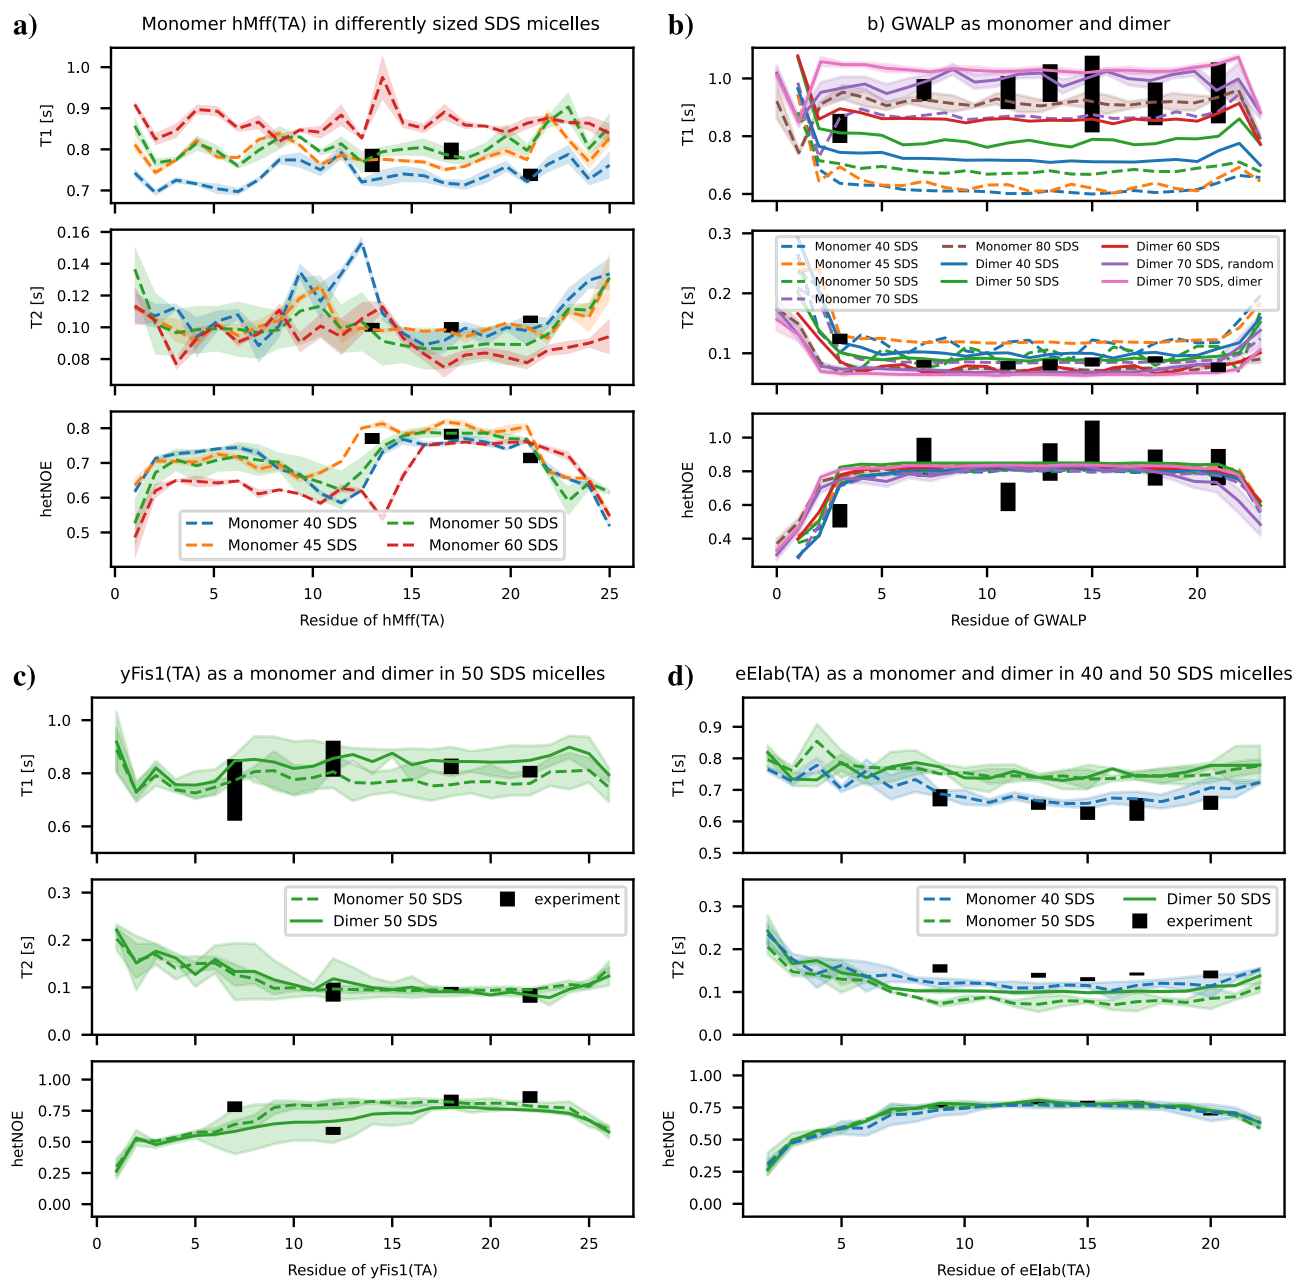 a)
Monomer hMff(TA) in differently sized SDS micelles
T1 [s]
1.0
0.9
0.8
0.7
T2 [s]
0.16
0.14
0.12
0.10
0.08
hetNOE
0.8
0.7
0.6
0.5
Monomer 40 SDS
Monomer 45 SDS
Monomer 50 SDS
Monomer 60 SDS
0 5 10 15 20 25
Residue of hMff(TA)
b)
b) GWALP as monomer and dimer
T1 [s]
1.0
0.8
0.6
T2 [s]
0.3
0.2
0.1
Monomer 40 SDS
Monomer 45 SDS
Monomer 50 SDS
Monomer 70 SDS
Monomer 80 SDS
Dimer 40 SDS
Dimer 50 SDS
Dimer 60 SDS
Dimer 70 SDS, random
Dimer 70 SDS, dimer
hetNOE
1.0
0.8
0.6
0.4
0 5 10 15 20
Residue of GWALP
c)
yFis1(TA) as a monomer and dimer in 50 SDS micelles
T1 [s]
1.0
0.8
0.6
T2 [s]
0.3
0.2
0.1
0.0
Monomer 50 SDS
Dimer 50 SDS
experiment
hetNOE
1.00
0.75
0.50
0.25
0.00
0 5 10 15 20 25
Residue of yFis1(TA)
d)
eElab(TA) as a monomer and dimer in 40 and 50 SDS micelles
T1 [s]
0.9
0.8
0.7
0.6
0.5
T2 [s]
0.3
0.2
0.1
0.0
Monomer 40 SDS
Monomer 50 SDS
Dimer 50 SDS
experiment
hetNOE
1.00
0.75
0.50
0.25
0.00
5 10 15 20
Residue of eElab(TA)